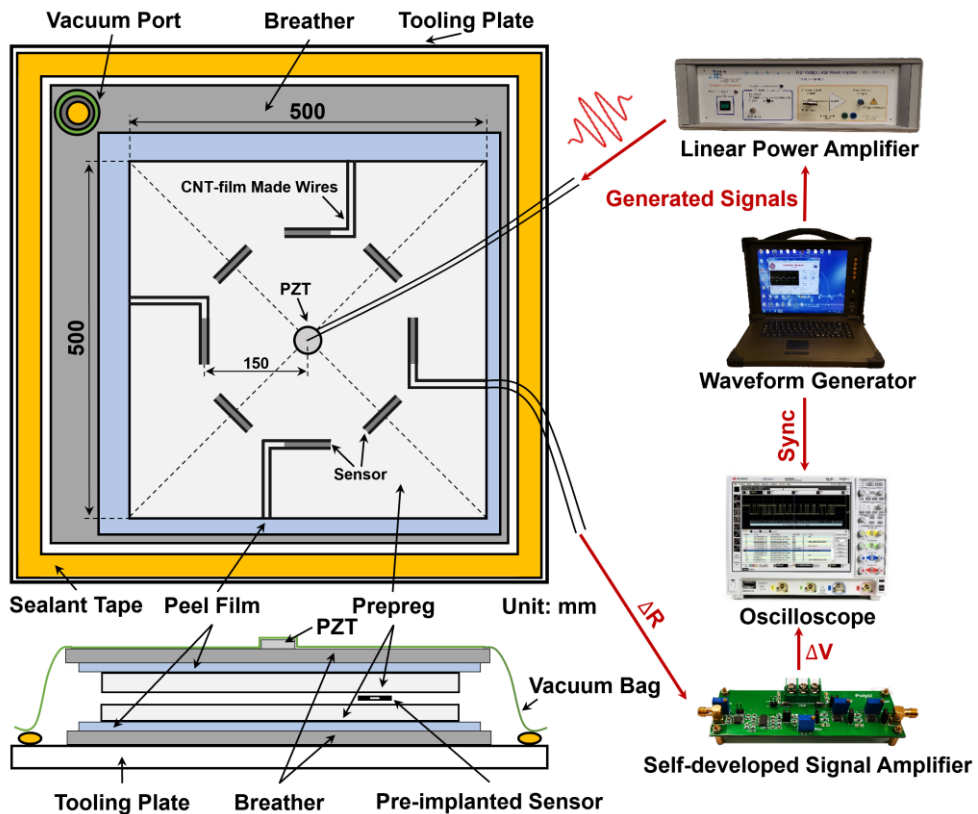 Vacuum Port
Breather
Tooling Plate
500
CNT-film Made Wires
PZT
500
150
Sensor
Sealant Tape
Peel Film
Prepreg
Unit: mm
PZT
Vacuum Bag
Tooling Plate
Breather
Pre-implanted Sensor
Linear Power Amplifier
Generated Signals
Waveform Generator
Sync
Oscilloscope
ΔR
ΔV
Self-developed Signal Amplifier